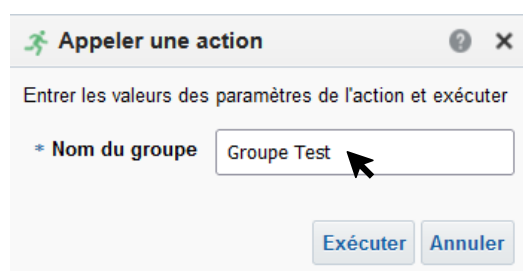 Appeler une action
Entrer les valeurs des paramètres de l'action et exécuter
* Nom du groupe Groupe Test
Exécuter Annuler